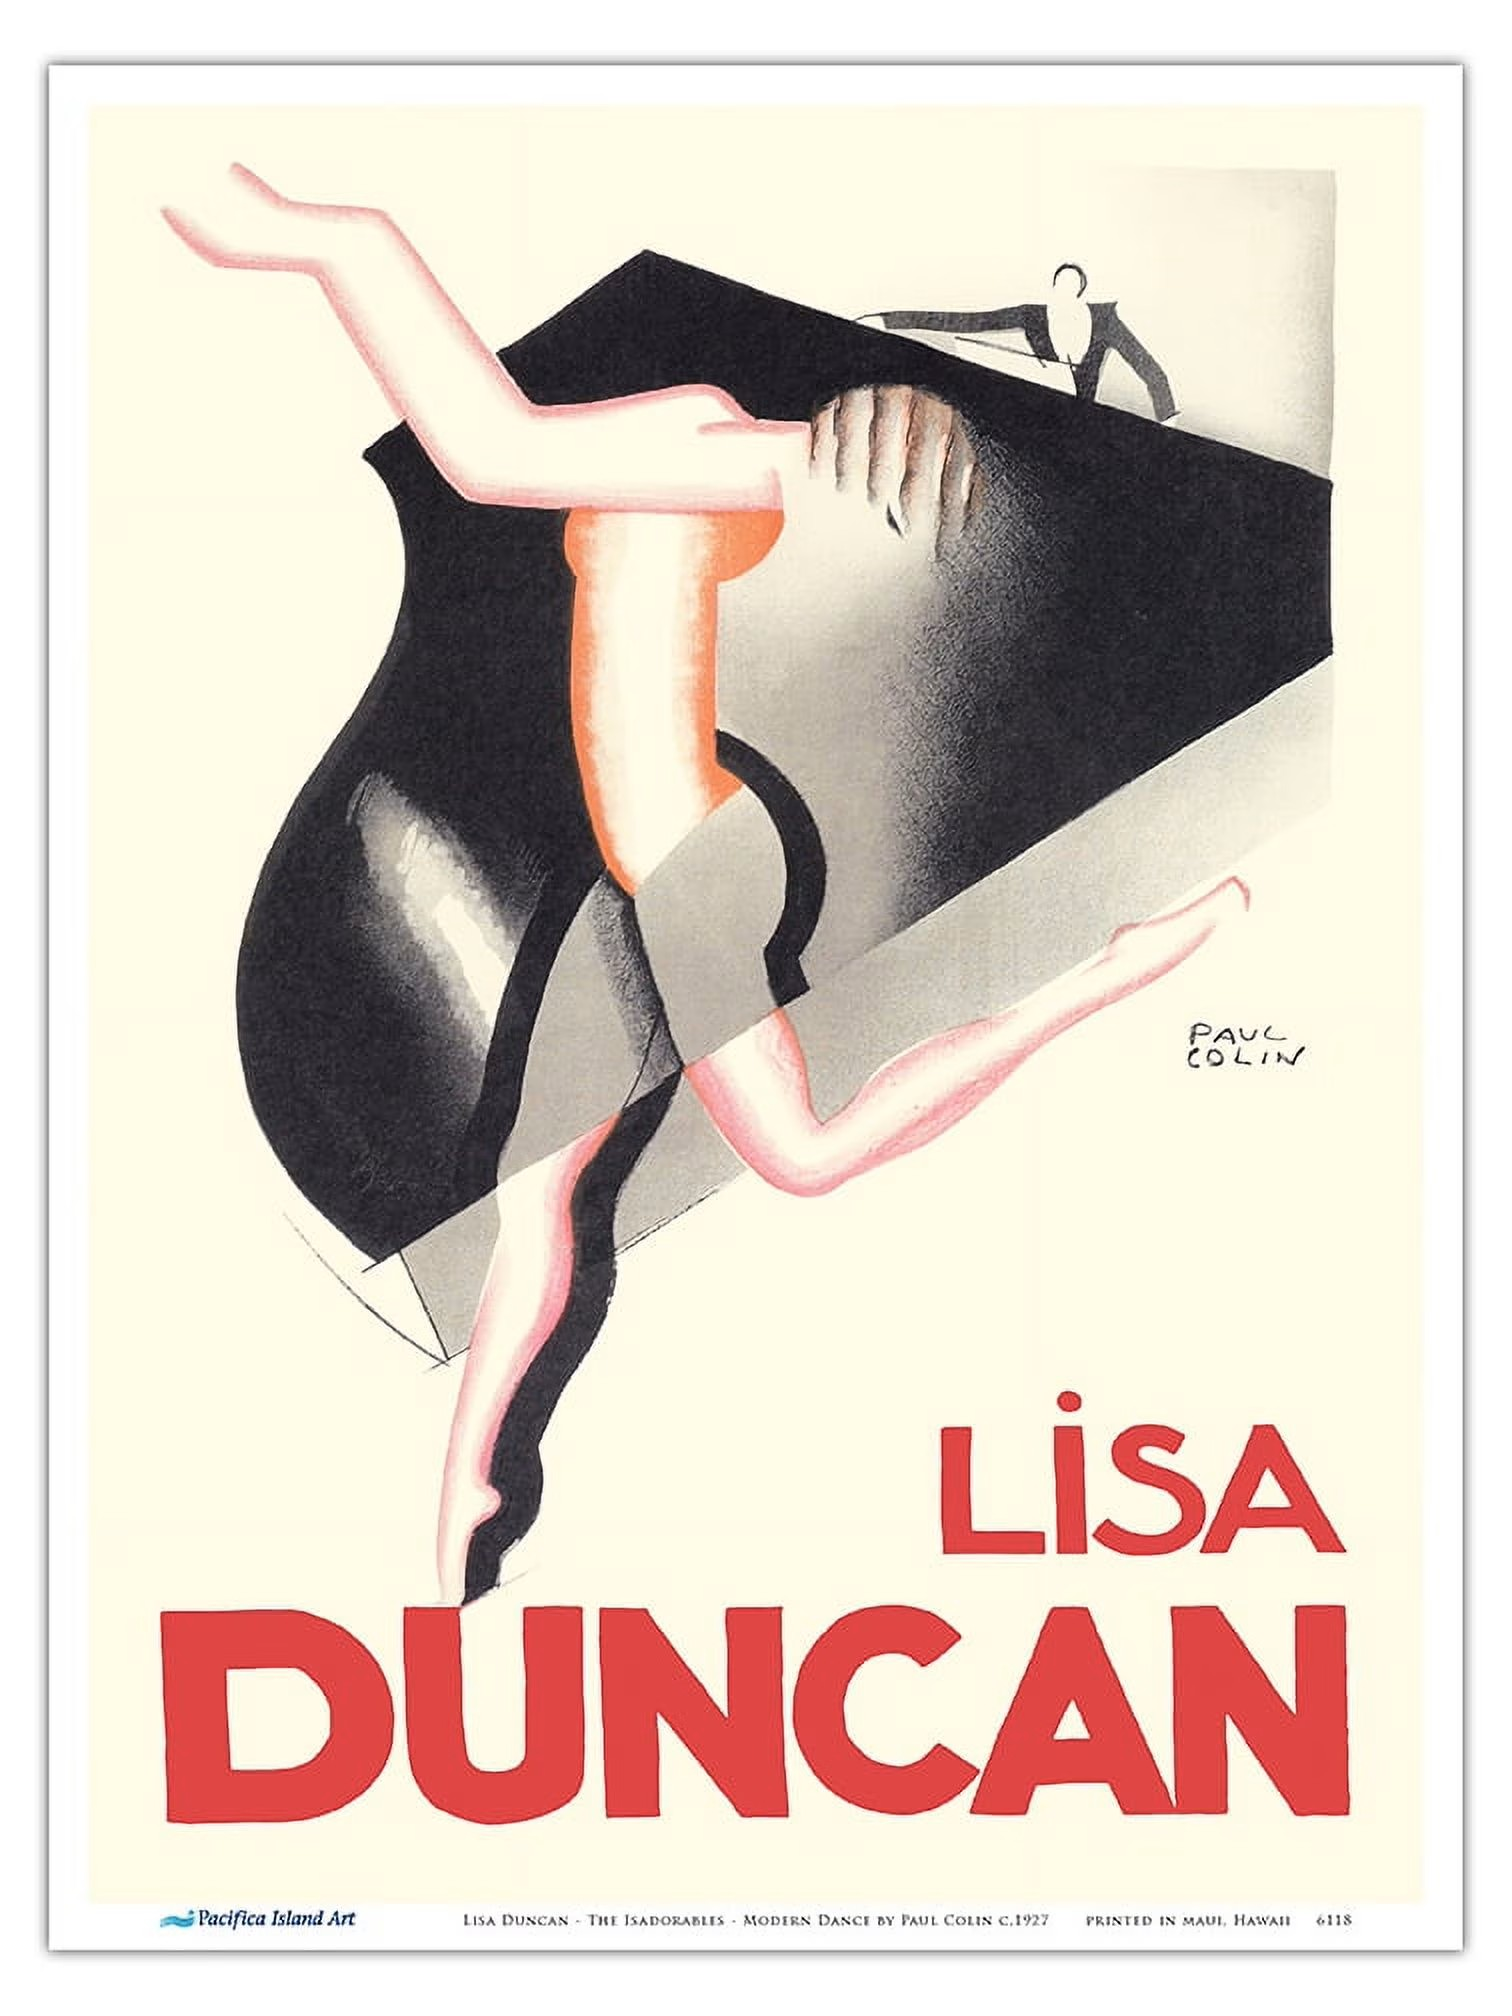 PAUL
COLIN
LiSA
DUNCAN
Pacifica Island Art LISA DUNCAN - THE ISADORABLES - MODERN DANCE BY PAUL COLIN C.1927 PRINTED IN MAUI, HAWAII 6118